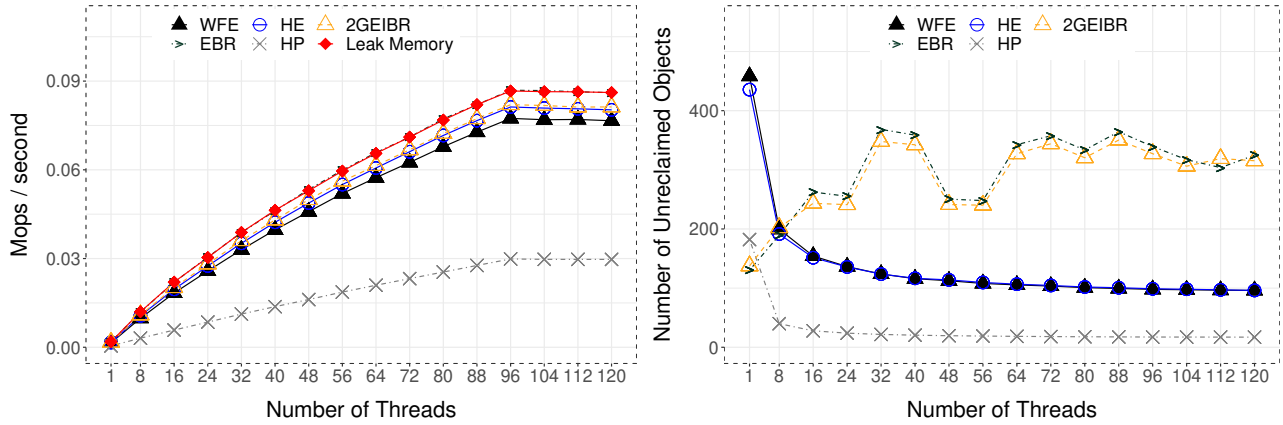 WFE HE 2GEIBR
EBR HP Leak Memory
Mops / second
0.09
0.06
0.03
0.00
1 8 16 24 32 40 48 56 64 72 80 88 96 104 112 120
Number of Threads
WFE HE 2GEIBR
EBR HP
Number of Unreclaimed Objects
400
200
0
1 8 16 24 32 40 48 56 64 72 80 88 96 104 112 120
Number of Threads